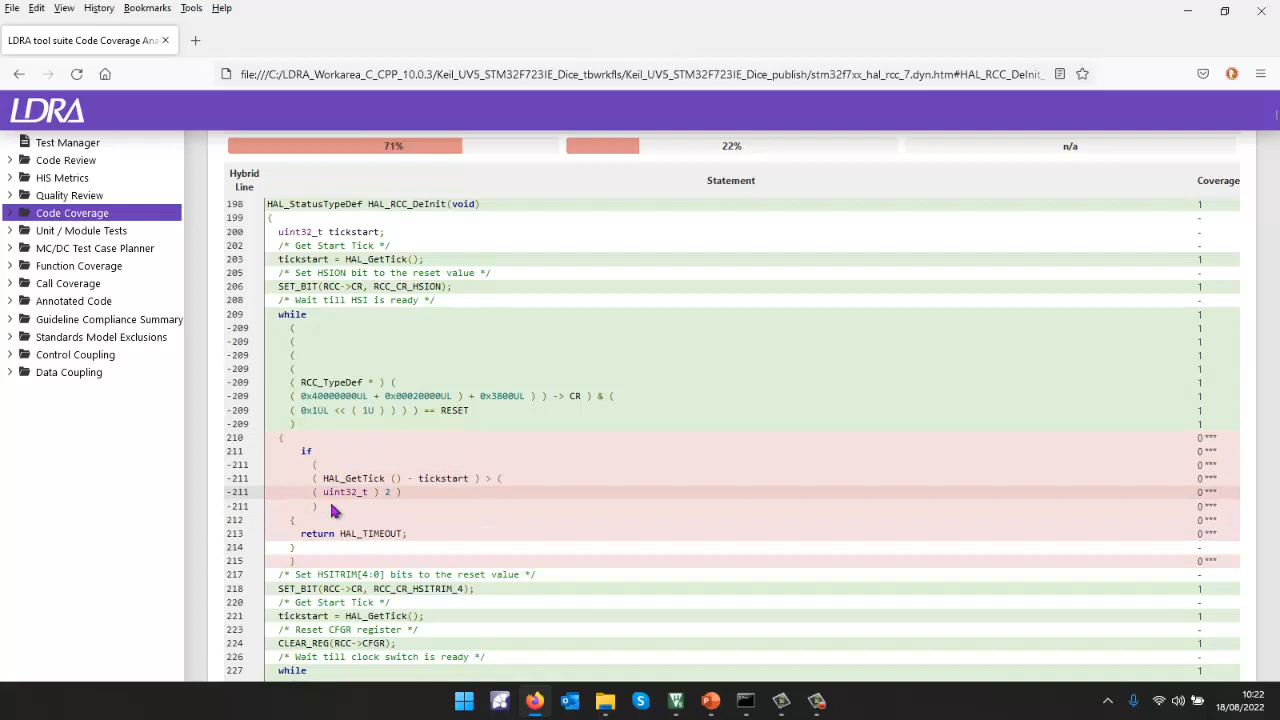 File Edit View History Bookmarks Tools Help
LDRA tool suite Code Coverage Ana
file:///C:/LDRA_Workarea_C_CPP_10.0.3/Keil_UV5_STM32F723IE_Dice_tbwrkfls/Keil_UV5_STM32F723IE_Dice_publish/stm32f7xx_hal_rcc_7.dyn.htm#HAL_RCC_DeInit_
LDRA
Test Manager
Code Review
HIS Metrics
Quality Review
Code Coverage
Unit / Module Tests
MC/DC Test Case Planner
Function Coverage
Call Coverage
Annotated Code
Guideline Compliance Summary
Standards Model Exclusions
Control Coupling
Data Coupling
71% 22% n/a
Hybrid Line Statement Coverage
198 HAL_StatusTypeDef HAL_RCC_DeInit(void) 1
199 { -
200 uint32_t tickstart; -
202 /* Get Start Tick */ -
203 tickstart = HAL_GetTick(); 1
205 /* Set HSION bit to the reset value */ -
206 SET_BIT(RCC->CR, RCC_CR_HSION); 1
208 /* Wait till HSI is ready */ -
209 while 1
-209 ( 1
-209 ( 1
-209 ( 1
-209 ( RCC_TypeDef * ) ( 1
-209 ( 0x40000000UL + 0x00020000UL ) + 0x3800UL ) ) -> CR ) & ( 1
-209 ( 0x1UL << ( 1U ) ) ) ) == RESET 1
-209 ) 1
210 { 0 ***
211 if 0 ***
-211 ( 0 ***
-211 ( HAL_GetTick () - tickstart ) > ( 0 ***
-211 ( uint32_t ) 2 ) 0 ***
-211 ) 0 ***
212 { 0 ***
213 return HAL_TIMEOUT; 0 ***
214 } -
215 } 0 ***
217 /* Set HSITRIM[4:0] bits to the reset value */ -
218 SET_BIT(RCC->CR, RCC_CR_HSITRIM_4); 1
220 /* Get Start Tick */ -
221 tickstart = HAL_GetTick(); 1
223 /* Reset CFGR register */ -
224 CLEAR_REG(RCC->CFGR); 1
226 /* Wait till clock switch is ready */ -
227 while 1
10:22
18/08/2022